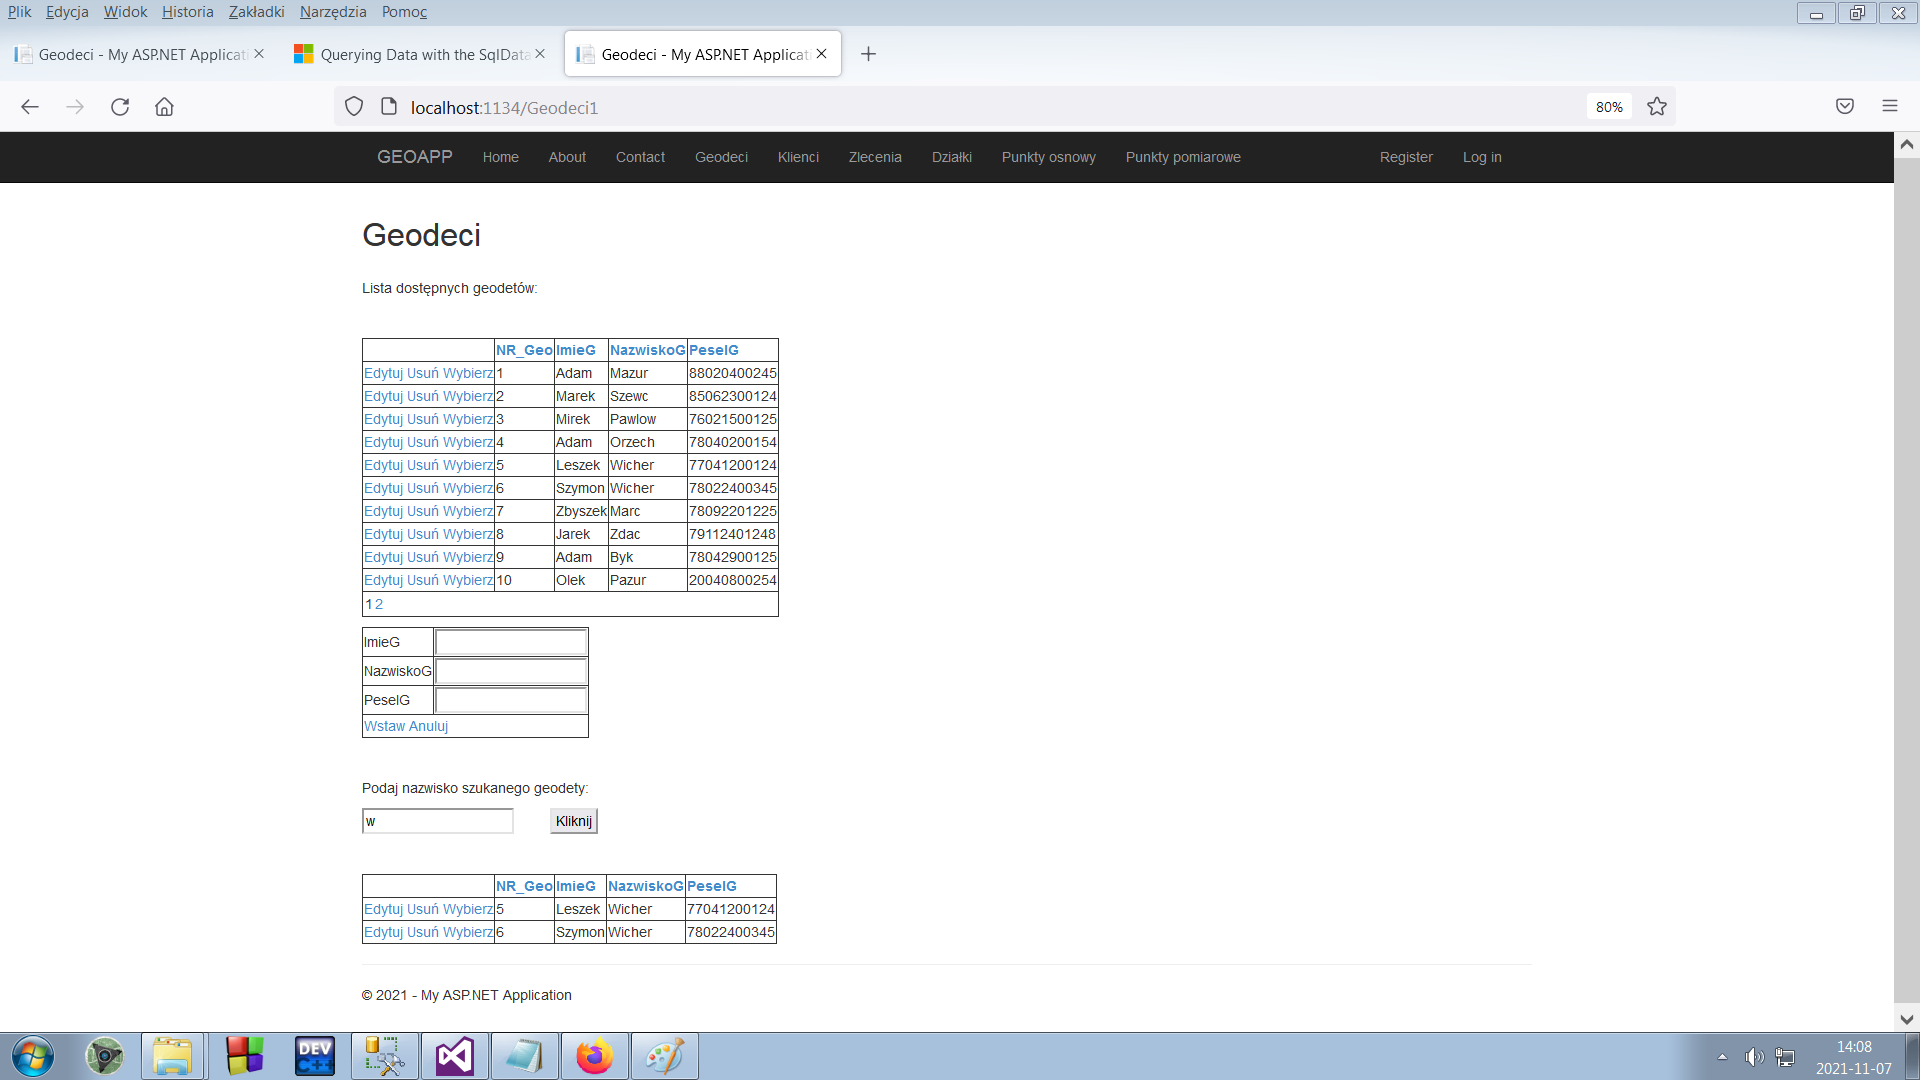 Plik Edycja Widok Historia Zakładki Narzędzia Pomoc
Geodeci - My ASP.NET Applicati
Querying Data with the SqlData
Geodeci - My ASP.NET Applicati
localhost:1134/Geodeci1
80%
GEOAPP Home About Contact Geodeci Klienci Zlecenia Działki Punkty osnowy Punkty pomiarowe Register Log in
Geodeci
Lista dostępnych geodetów:
NR_Geo ImieG NazwiskoG PeselG
Edytuj Usuń Wybierz 1 Adam Mazur 88020400245
Edytuj Usuń Wybierz 2 Marek Szewc 85062300124
Edytuj Usuń Wybierz 3 Mirek Pawlow 76021500125
Edytuj Usuń Wybierz 4 Adam Orzech 78040200154
Edytuj Usuń Wybierz 5 Leszek Wicher 77041200124
Edytuj Usuń Wybierz 6 Szymon Wicher 78022400345
Edytuj Usuń Wybierz 7 Zbyszek Marc 78092201225
Edytuj Usuń Wybierz 8 Jarek Zdac 79112401248
Edytuj Usuń Wybierz 9 Adam Byk 78042900125
Edytuj Usuń Wybierz 10 Olek Pazur 20040800254
1 2
ImieG
NazwiskoG
PeselG
Wstaw Anuluj
Podaj nazwisko szukanego geodety:
w Kliknij
NR_Geo ImieG NazwiskoG PeselG
Edytuj Usuń Wybierz 5 Leszek Wicher 77041200124
Edytuj Usuń Wybierz 6 Szymon Wicher 78022400345
© 2021 - My ASP.NET Application
DEV C++
14:08
2021-11-07